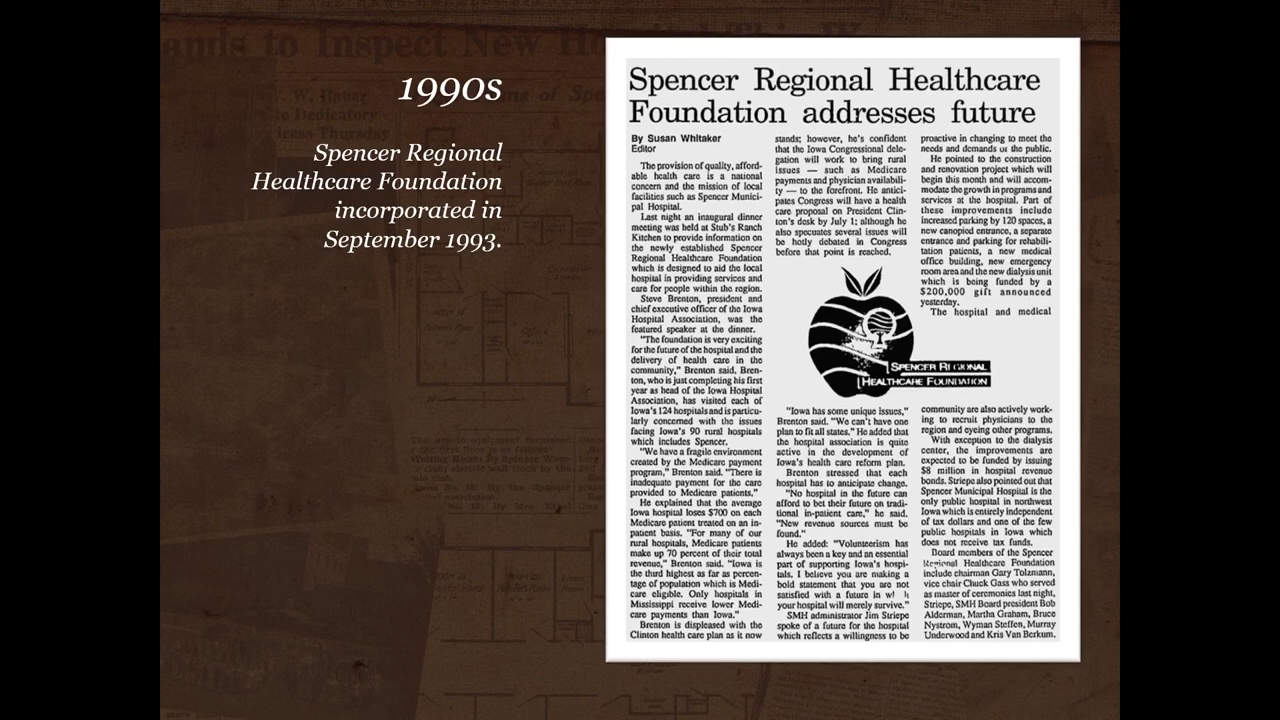 1990s
Spencer Regional
Healthcare Foundation
incorporated in
September 1993.
Spencer Regional Healthcare
Foundation addresses future
By Susan Whitaker
Editor
The provision of quality, afford-
able health care is a national
concern and the mission of local
facilities such as Spencer Munici-
pal Hospital.
Last night an inaugural dinner
meeting was held at Stub's Ranch
Kitchen to provide information on
the newly established Spencer
Regional Healthcare Foundation
which is designed to aid the local
hospital in providing services and
care for people within the region.
Steve Brenton, president and
chief executive officer of the Iowa
Hospital Association, was the
featured speaker at the dinner.
"The foundation is very exciting
for the future of the hospital and the
delivery of health care in the
community," Brenton said. Bren-
ton, who is just completing his first
year as head of the Iowa Hospital
Association, has visited each of
Iowa's 124 hospitals and is particu-
larly concerned with the issues
facing Iowa's 90 rural hospitals
which includes Spencer.
"We have a fragile environment
created by the Medicare payment
program," Brenton said. "There is
inadequate payment for the care
provided to Medicare patients."
He explained that the average
Iowa hospital loses $700 on each
Medicare patient treated on an in-
patient basis. "For many of our
rural hospitals, Medicare patients
make up 70 percent of their total
revenue," Brenton said. "Iowa is
the third highest as far as percen-
tage of population which is Medi-
care eligible. Only hospitals in
Mississippi receive lower Medi-
care payments than Iowa."
Brenton is displeased with the
Clinton health care plan as it now
stands; however, he's confident
that the Iowa Congressional dele-
gation will work to bring rural
issues — such as Medicare
payments and physician availabili-
ty — to the forefront. He antici-
pates Congress will have a health
care proposal on President Clin-
ton's desk by July 1; although he
also specuates several issues will
be hotly debated in Congress
before that point is reached.
SPENCER REGIONAL
HEALTHCARE FOUNDATION
"Iowa has some unique issues,"
Brenton said. "We can't have one
plan to fit all states." He added that
the hospital association is quite
active in the development of
Iowa's health care reform plan.
Brenton stressed that each
hospital has to anticipate change.
"No hospital in the future can
afford to bet their future on tradi-
tional in-patient care," he said.
"New revenue sources must be
found."
He added: "Volunteerism has
always been a key and an essential
part of supporting Iowa's hospi-
tals. I believe you are making a
bold statement that you are not
satisfied with a future in
your hospital will merely survive."
SMH administrator Jim Striepe
spoke of a future for the hospital
which reflects a willingness to be
proactive in changing to meet the
needs and demands of the public.
He pointed to the construction
and renovation project which will
begin this month and will accom-
modate the growth in programs and
services at the hospital. Part of
these improvements include
increased parking by 120 spaces, a
new canopied entrance, a separate
entrance and parking for rehabili-
tation patients, a new medical
office building, new emergency
room area and the new dialysis unit
which is being funded by a
$200,000 gift announced
yesterday.
The hospital and medical
community are also actively work-
ing to recruit physicians to the
region and eyeing other programs.
With exception to the dialysis
center, the improvements are
expected to be funded by issuing
$8 million in hospital revenue
bonds. Striepe also pointed out that
Spencer Municipal Hospital is the
only public hospital in northwest
Iowa which is entirely independent
of tax dollars and one of the few
public hospitals in Iowa which
does not receive tax funds.
Board members of the Spencer
Regional Healthcare Foundation
include chairman Gary Tolzmann,
vice chair Chuck Gass who served
as master of ceremonies last night,
Striepe, SMH Board president Bob
Alderman, Martha Graham, Bruce
Nystrom, Wyman Steffen, Murray
Underwood and Kris Van Berkum.